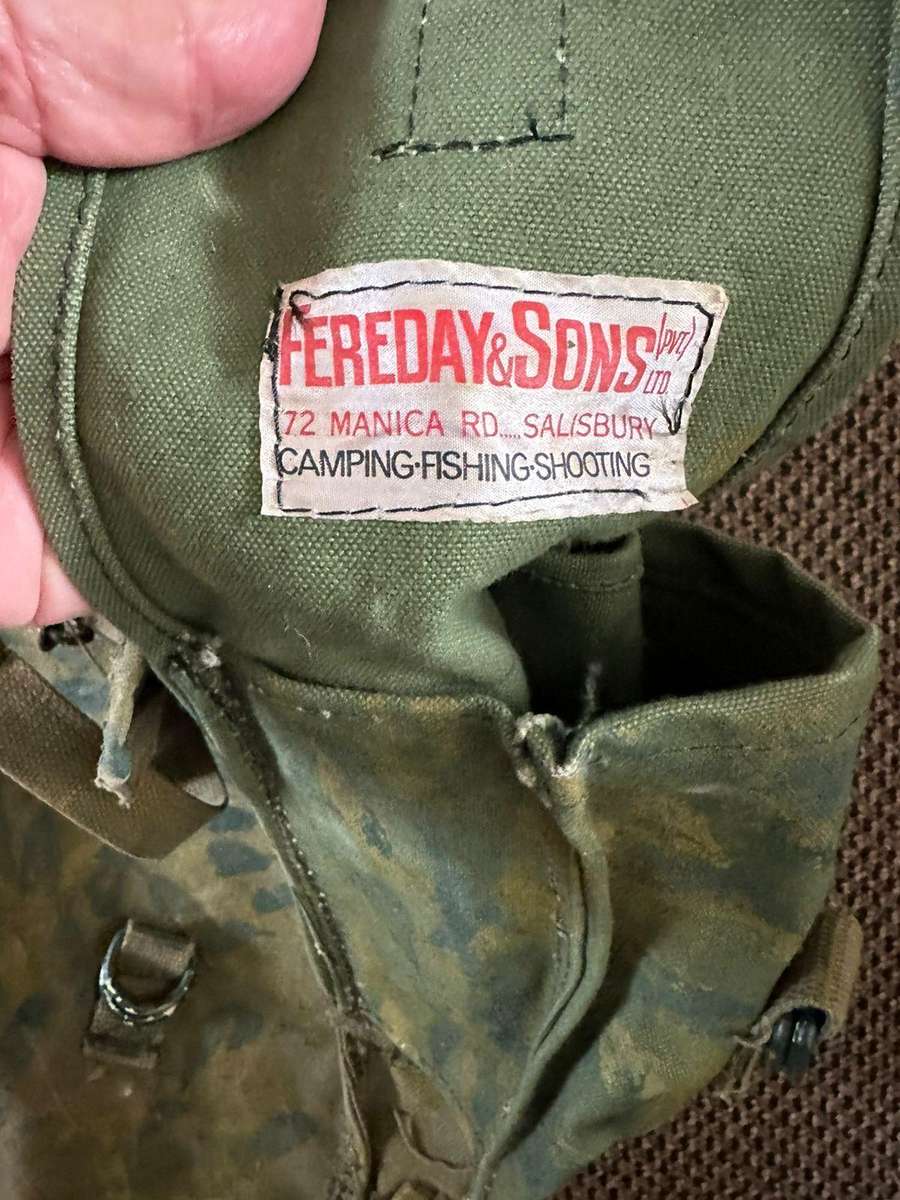 FEREDAY & SONS (PVT) LTD.
72 MANICA RD..... SALISBURY
CAMPING·FISHING·SHOOTING